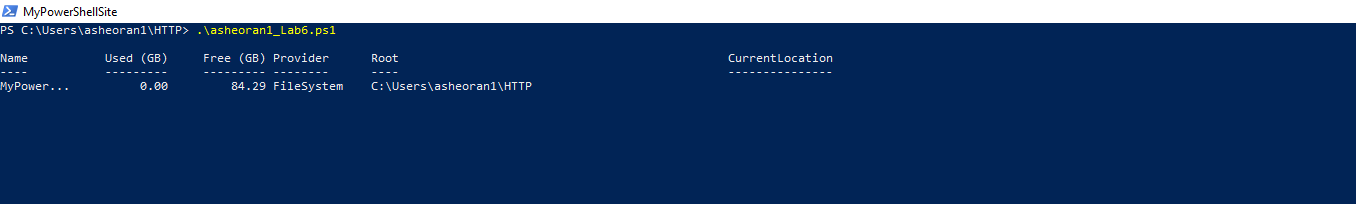 MyPowerShellSite
PS C:\Users\asheoran1\HTTP> .\asheoran1_Lab6.ps1
Name           Used (GB)     Free (GB) Provider      Root                                               CurrentLocation
----           ---------     --------- --------      ----                                               ---------------
MyPower...          0.00         84.29 FileSystem    C:\Users\asheoran1\HTTP